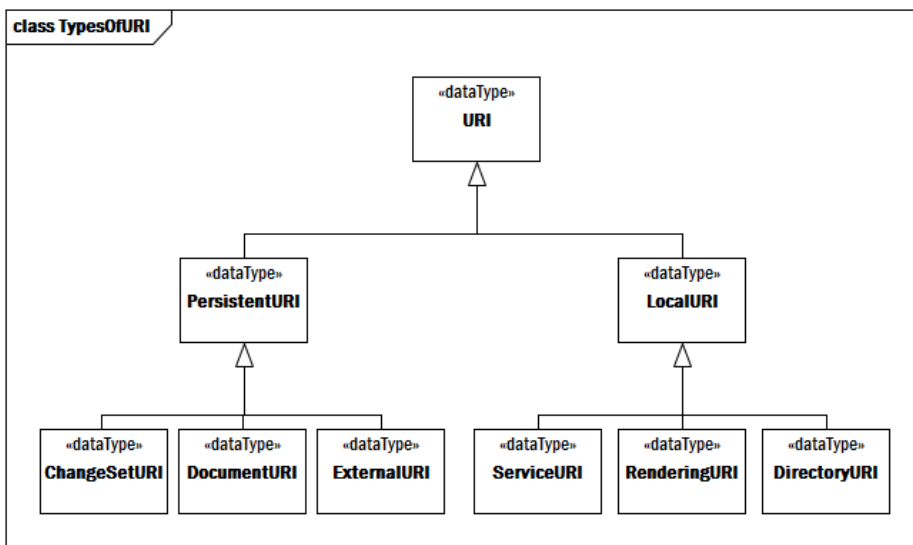 class TypesOfURI
«dataType»
URI
«dataType»
PersistentURI
«dataType»
LocalURI
«dataType»
ChangeSetURI
«dataType»
DocumentURI
«dataType»
ExternalURI
«dataType»
ServiceURI
«dataType»
RenderingURI
«dataType»
DirectoryURI